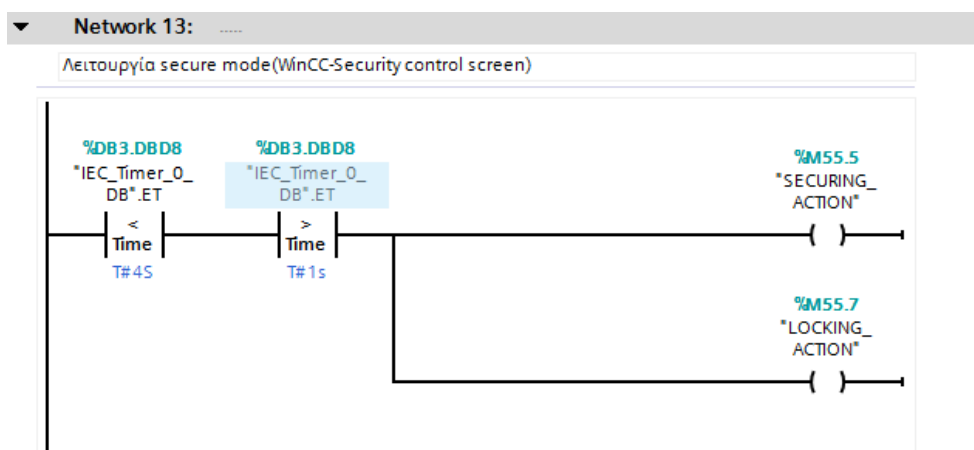 Network 13: .....
Λειτουργία secure mode(WinCC-Security control screen)
%DB3.DBD8
"IEC_Timer_0_
DB".ET
<
Time
T#4S
%DB3.DBD8
"IEC_Timer_0_
DB".ET
>
Time
T#1s
%M55.5
"SECURING_
ACTION"
%M55.7
"LOCKING_
ACTION"